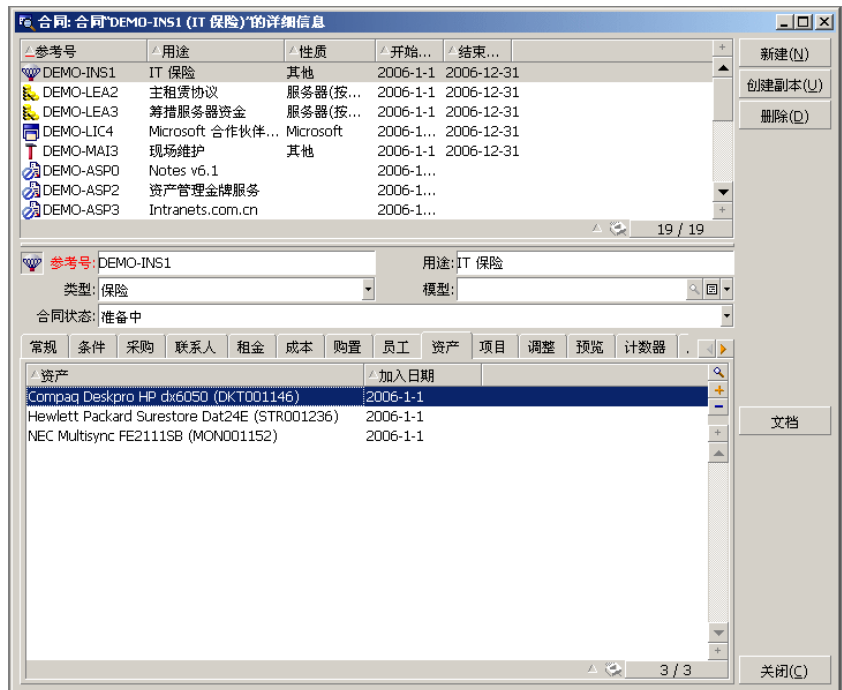 合同: 合同"DEMO-INS1 (IT 保险)"的详细信息
参考号 用途 性质 开始... 结束...
DEMO-INS1 IT 保险 其他 2006-1-1 2006-12-31
DEMO-LEA2 主租赁协议 服务器(按... 2006-1-1 2006-12-31
DEMO-LEA3 筹措服务器资金 服务器(按... 2006-1-1 2006-12-31
DEMO-LIC4 Microsoft 合作伙伴... Microsoft 2006-1... 2006-12-31
DEMO-MAI3 现场维护 其他 2006-1-1 2006-12-31
DEMO-ASP0 Notes v6.1 2006-1...
DEMO-ASP2 资产管理金牌服务 2006-1...
DEMO-ASP3 Intranets.com.cn 2006-1...
19 / 19
新建(N)
创建副本(U)
删除(D)
参考号: DEMO-INS1 用途: IT 保险
类型: 保险 模型:
合同状态: 准备中
常规 条件 采购 联系人 租金 成本 购置 员工 资产 项目 调整 预览 计数器 .
资产 加入日期
Compaq Deskpro HP dx6050 (DKT001146) 2006-1-1
Hewlett Packard Surestore Dat24E (STR001236) 2006-1-1
NEC Multisync FE2111SB (MON001152) 2006-1-1
文档
3 / 3
关闭(C)